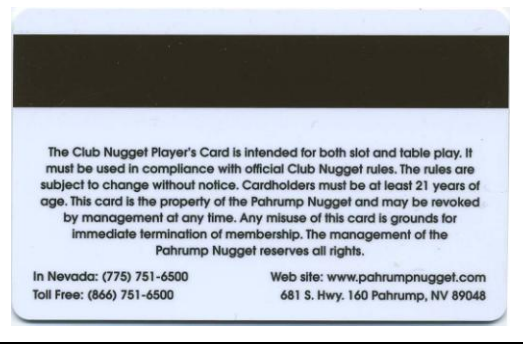 The Club Nugget Player's Card is intended for both slot and table play. It
must be used in compliance with official Club Nugget rules. The rules are
subject to change without notice. Cardholders must be at least 21 years of
age. This card is the property of the Pahrump Nugget and may be revoked
by management at any time. Any misuse of this card is grounds for
immediate termination of membership. The management of the
Pahrump Nugget reserves all rights.
In Nevada: (775) 751-6500
Web site: www.pahrumpnugget.com
Toll Free: (866) 751-6500
681 S. Hwy. 160 Pahrump, NV 89048